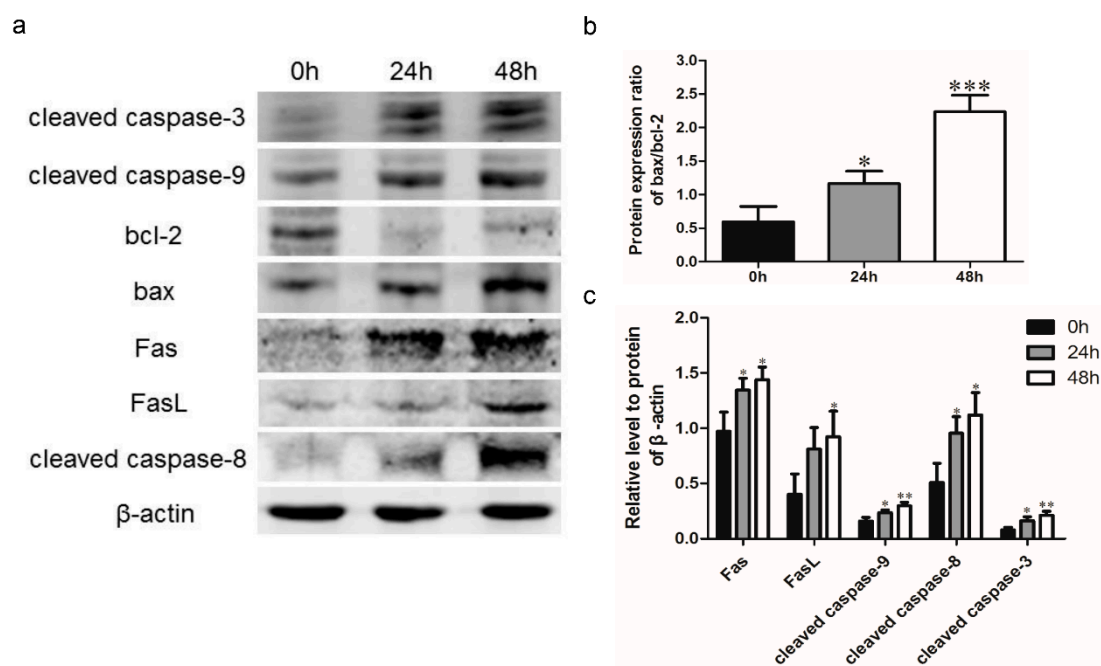 a
0h 24h 48h
cleaved caspase-3
cleaved caspase-9
bcl-2
bax
Fas
FasL
cleaved caspase-8
β-actin
b
Protein expression ratio
of bax/bcl-2
3.0
2.5
2.0
1.5
1.0
0.5
0.0
***
*
0h 24h 48h
c
Relative level to protein
of β-actin
2.0
1.5
1.0
0.5
0.0
0h
24h
48h
* *
*
* **
* *
* **
Fas
FasL
cleaved caspase-9
cleaved caspase-8
cleaved caspase-3